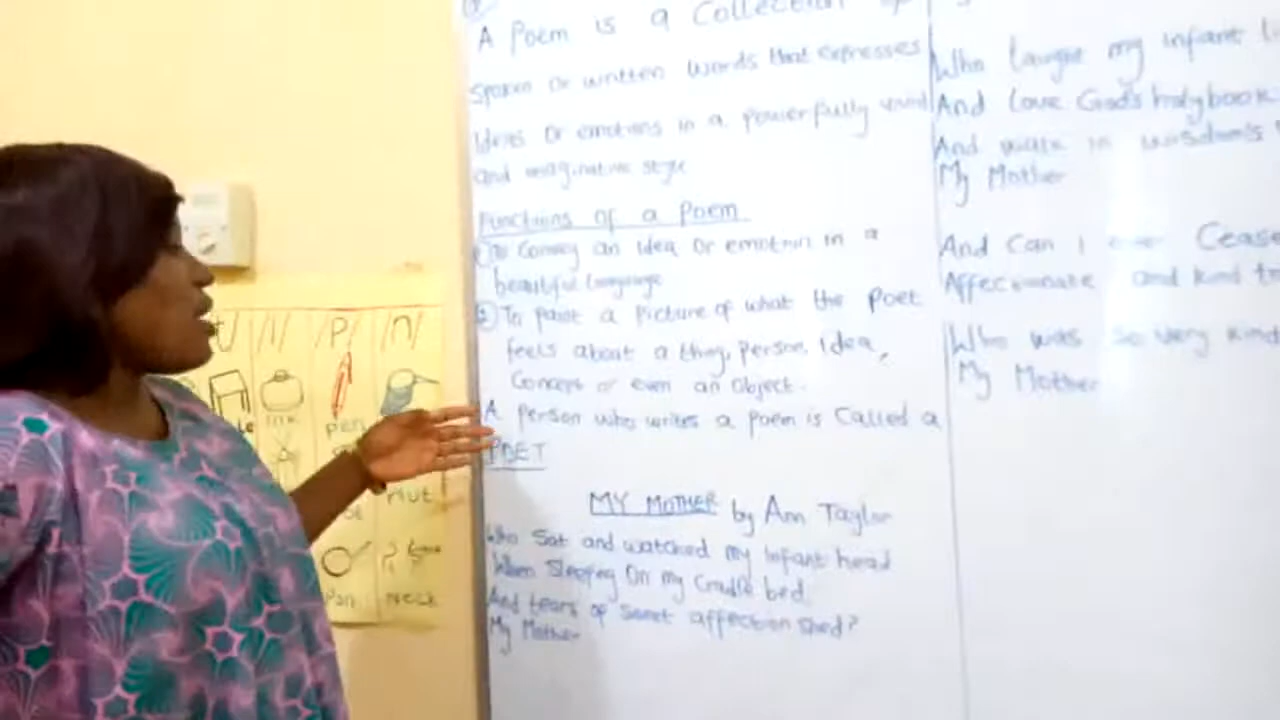 A Poem is a Collection of
spoken or written words that expresses
Ideas or emotions in a powerfully vivid
and imaginative style
Functions of a Poem
① To Convey an idea or emotion in a
beautiful language
② To paint a picture of what the poet
feels about a thing, person, Idea,
Concept or even an object.
A person who writes a poem is Called a
POET
MY MOTHER by Ann Taylor
Who Sat and watched my Infant head
When Sleeping On my Cradle bed
And tears of sweet affection shed?
My Mother
Who taught my infant
And love God's holy book
And walk in wisdom's
My Mother
And Can I ever Cease
Affectionate and kind to
Who was so very kind
My Mother
/t/ /i/ /p/ /n/
ink pen
Nut
Pan Neck